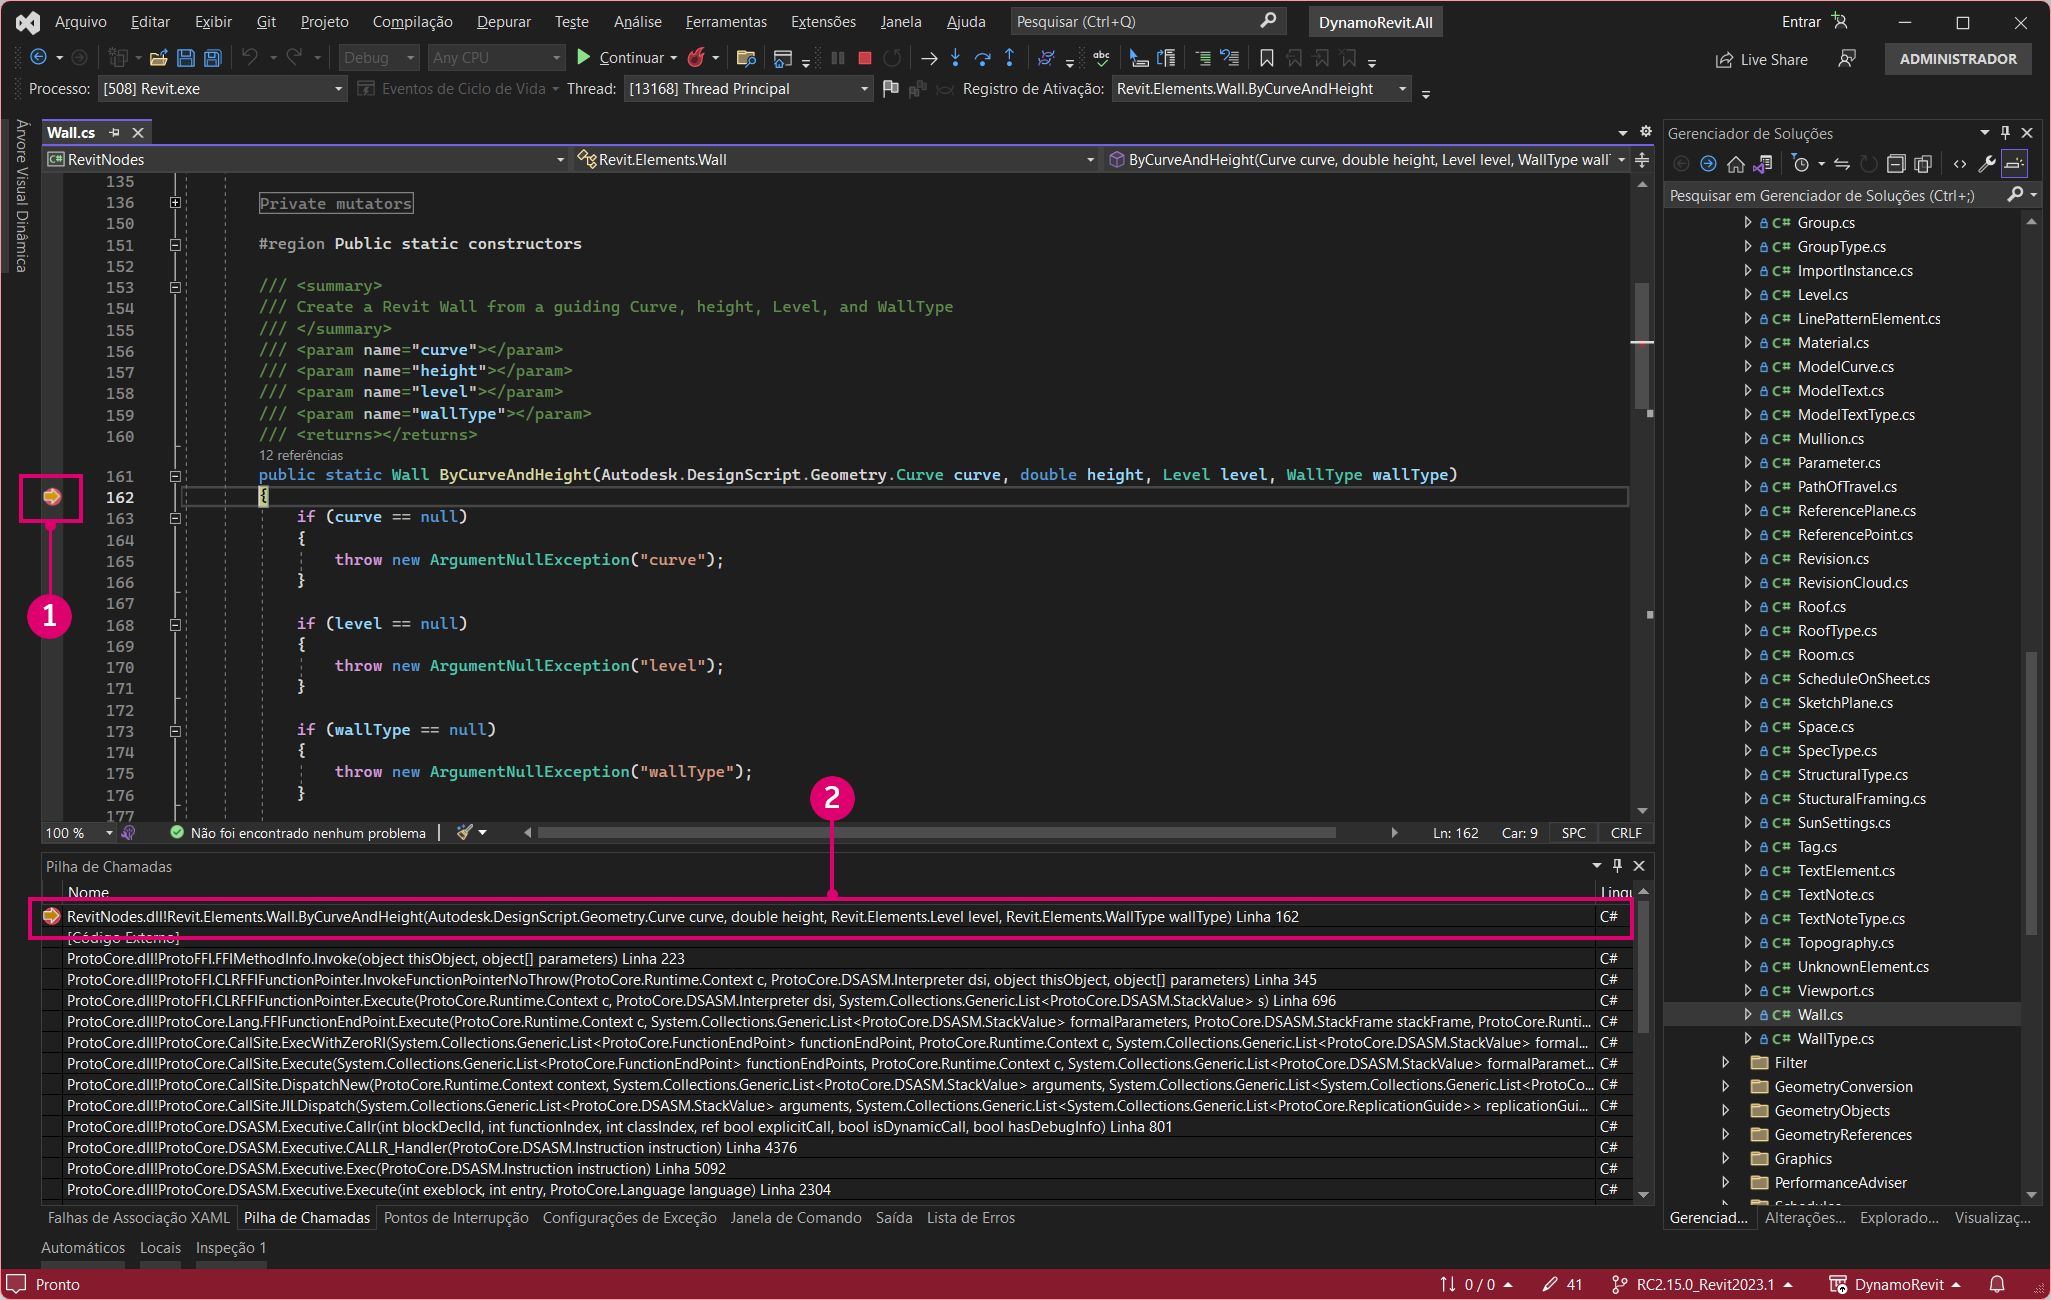 Arquivo Editar Exibir Git Projeto Compilação Depurar Teste Análise Ferramentas Extensões Janela Ajuda Pesquisar (Ctrl+Q) DynamoRevit.All Entrar
Debug Any CPU Continuar Live Share ADMINISTRADOR
Processo: [508] Revit.exe Eventos de Ciclo de Vida Thread: [13168] Thread Principal Registro de Ativação: Revit.Elements.Wall.ByCurveAndHeight
Árvore Visual Dinâmica
Wall.cs
RevitNodes Revit.Elements.Wall ByCurveAndHeight(Curve curve, double height, Level level, WallType wallT
135
136 Private mutators
150
151 #region Public static constructors
152
153 /// <summary>
154 /// Create a Revit Wall from a guiding Curve, height, Level, and WallType
155 /// </summary>
156 /// <param name="curve"></param>
157 /// <param name="height"></param>
158 /// <param name="level"></param>
159 /// <param name="wallType"></param>
160 /// <returns></returns>
12 referências
161 public static Wall ByCurveAndHeight(Autodesk.DesignScript.Geometry.Curve curve, double height, Level level, WallType wallType)
162 {
163 if (curve == null)
164 {
165 throw new ArgumentNullException("curve");
166 }
167
168 if (level == null)
169 {
170 throw new ArgumentNullException("level");
171 }
172
173 if (wallType == null)
174 {
175 throw new ArgumentNullException("wallType");
176 }
177
1
2
100 % Não foi encontrado nenhum problema Ln: 162 Car: 9 SPC CRLF
Pilha de Chamadas
Nome Lingu
RevitNodes.dll!Revit.Elements.Wall.ByCurveAndHeight(Autodesk.DesignScript.Geometry.Curve curve, double height, Revit.Elements.Level level, Revit.Elements.WallType wallType) Linha 162 C#
[Código Externo]
ProtoCore.dll!ProtoFFI.FFIMethodInfo.Invoke(object thisObject, object[] parameters) Linha 223 C#
ProtoCore.dll!ProtoFFI.CLRFFIFunctionPointer.InvokeFunctionPointerNoThrow(ProtoCore.Runtime.Context c, ProtoCore.DSASM.Interpreter dsi, object thisObject, object[] parameters) Linha 345 C#
ProtoCore.dll!ProtoFFI.CLRFFIFunctionPointer.Execute(ProtoCore.Runtime.Context c, ProtoCore.DSASM.Interpreter dsi, System.Collections.Generic.List<ProtoCore.DSASM.StackValue> s) Linha 696 C#
ProtoCore.dll!ProtoCore.Lang.FFIFunctionEndPoint.Execute(ProtoCore.Runtime.Context c, System.Collections.Generic.List<ProtoCore.DSASM.StackValue> formalParameters, ProtoCore.DSASM.StackFrame stackFrame, ProtoCore.Runti... C#
ProtoCore.dll!ProtoCore.CallSite.ExecWithZeroRI(System.Collections.Generic.List<ProtoCore.FunctionEndPoint> functionEndPoint, ProtoCore.Runtime.Context c, System.Collections.Generic.List<ProtoCore.DSASM.StackValue> formal... C#
ProtoCore.dll!ProtoCore.CallSite.Execute(System.Collections.Generic.List<ProtoCore.FunctionEndPoint> functionEndPoints, ProtoCore.Runtime.Context c, System.Collections.Generic.List<ProtoCore.DSASM.StackValue> formalParamet... C#
ProtoCore.dll!ProtoCore.CallSite.DispatchNew(ProtoCore.Runtime.Context context, System.Collections.Generic.List<ProtoCore.DSASM.StackValue> arguments, System.Collections.Generic.List<System.Collections.Generic.List<ProtoCo... C#
ProtoCore.dll!ProtoCore.CallSite.JILDispatch(System.Collections.Generic.List<ProtoCore.DSASM.StackValue> arguments, System.Collections.Generic.List<System.Collections.Generic.List<ProtoCore.ReplicationGuide>> replicationGui... C#
ProtoCore.dll!ProtoCore.DSASM.Executive.Callr(int blockDeclId, int functionIndex, int classIndex, ref bool explicitCall, bool isDynamicCall, bool hasDebugInfo) Linha 801 C#
ProtoCore.dll!ProtoCore.DSASM.Executive.CALLR_Handler(ProtoCore.DSASM.Instruction instruction) Linha 4376 C#
ProtoCore.dll!ProtoCore.DSASM.Executive.Exec(ProtoCore.DSASM.Instruction instruction) Linha 5092 C#
ProtoCore.dll!ProtoCore.DSASM.Executive.Execute(int exeblock, int entry, ProtoCore.Language language) Linha 2304 C#
Falhas de Associação XAML Pilha de Chamadas Pontos de Interrupção Configurações de Exceção Janela de Comando Saída Lista de Erros
Automáticos Locais Inspeção 1
Gerenciador de Soluções
Pesquisar em Gerenciador de Soluções (Ctrl+;)
C# Group.cs
C# GroupType.cs
C# ImportInstance.cs
C# Level.cs
C# LinePatternElement.cs
C# Material.cs
C# ModelCurve.cs
C# ModelText.cs
C# ModelTextType.cs
C# Mullion.cs
C# Parameter.cs
C# PathOfTravel.cs
C# ReferencePlane.cs
C# ReferencePoint.cs
C# Revision.cs
C# RevisionCloud.cs
C# Roof.cs
C# RoofType.cs
C# Room.cs
C# ScheduleOnSheet.cs
C# SketchPlane.cs
C# Space.cs
C# SpecType.cs
C# StructuralType.cs
C# StucturalFraming.cs
C# SunSettings.cs
C# Tag.cs
C# TextElement.cs
C# TextNote.cs
C# TextNoteType.cs
C# Topography.cs
C# UnknownElement.cs
C# Viewport.cs
C# Wall.cs
C# WallType.cs
Filter
GeometryConversion
GeometryObjects
GeometryReferences
Graphics
PerformanceAdviser
Schedules
Gerenciad... Alterações... Explorado... Visualizaç...
Pronto 0 / 0 41 RC2.15.0_Revit2023.1 DynamoRevit